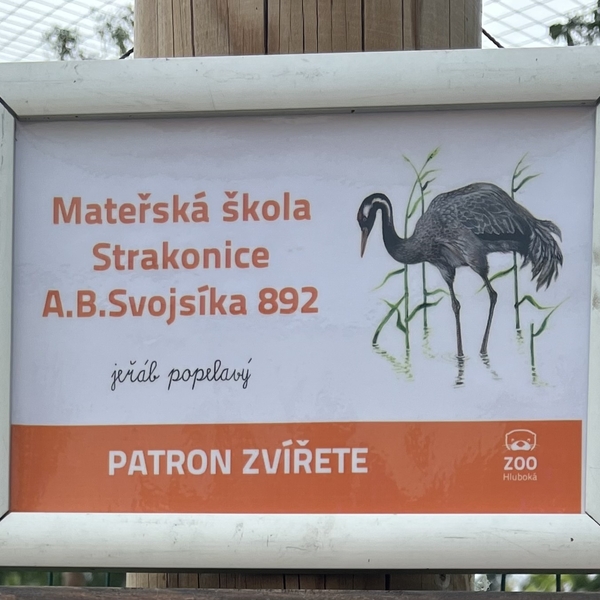 Mateřská škola
Strakonice
A.B.Svojsíka 892
jeřáb popelavý
PATRON ZVÍŘETE
ZOO
Hluboká